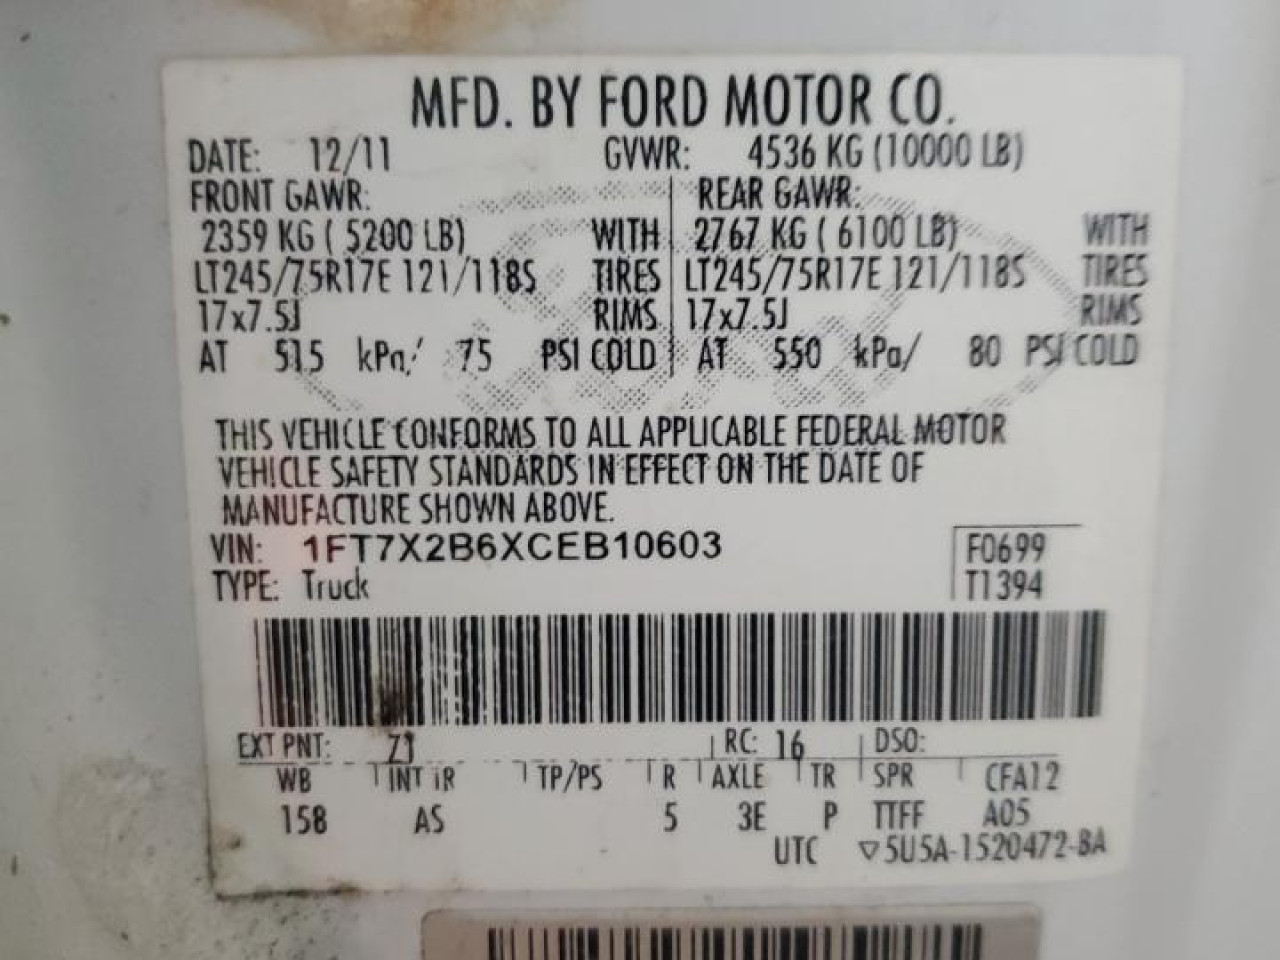 MFD. BY FORD MOTOR CO.
DATE: 12/11 GVWR: 4536 KG (10000 LB)
FRONT GAWR: REAR GAWR:
2359 KG ( 5200 LB) WITH 2767 KG ( 6100 LB) WITH
LT245/75R17E 121/118S TIRES LT245/75R17E 121/118S TIRES
17x7.5J RIMS 17x7.5J RIMS
AT 515 kPa/ 75 PSI COLD AT 550 kPa/ 80 PSI COLD
THIS VEHICLE CONFORMS TO ALL APPLICABLE FEDERAL MOTOR
VEHICLE SAFETY STANDARDS IN EFFECT ON THE DATE OF
MANUFACTURE SHOWN ABOVE.
VIN: 1FT7X2B6XCEB10603 F0699
TYPE: Truck T1394
EXT PNT: Z1 RC: 16 DSO:
WB INT TR TP/PS R AXLE TR SPR CFA12
158 AS 5 3E P TTFF A05
UTC ▽5U5A-1520472-BA